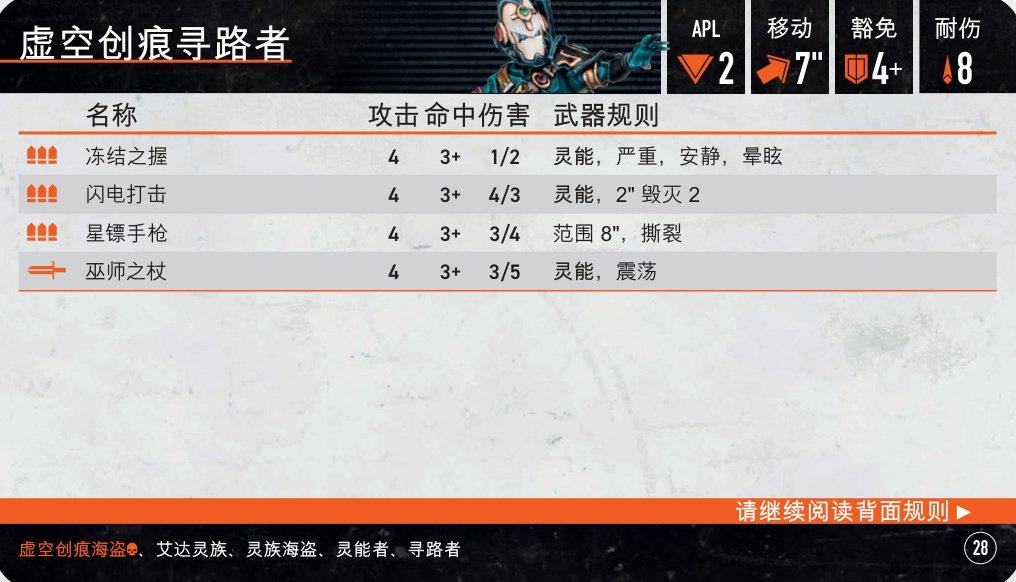 虚空创痕寻路者
APL 移动 豁免 耐伤
2 7" 4+ 8
名称 攻击 命中 伤害 武器规则
冻结之握 4 3+ 1/2 灵能，严重，安静，晕眩
闪电打击 4 3+ 4/3 灵能，2" 毁灭 2
星镖手枪 4 3+ 3/4 范围 8"，撕裂
巫师之杖 4 3+ 3/5 灵能，震荡
请继续阅读背面规则 ►
虚空创痕海盗💀、艾达灵族、灵族海盗、灵能者、寻路者
28